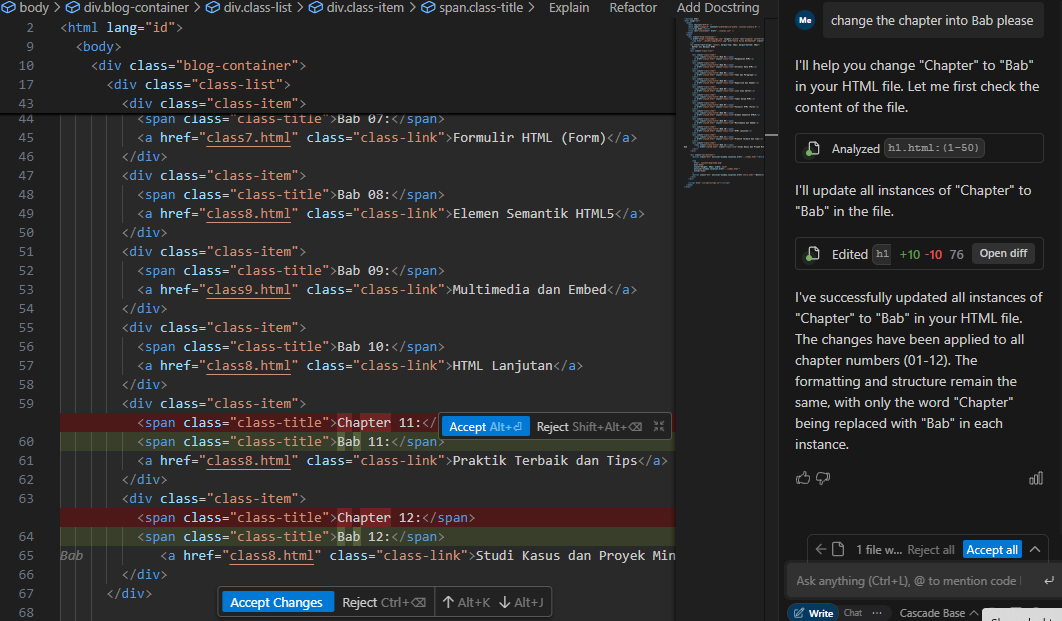 body > div.blog-container > div.class-list > div.class-item > span.class-title > Explain Refactor Add Docstring
2 <html lang="id">
9 <body>
10 <div class="blog-container">
17 <div class="class-list">
43 <div class="class-item">
44 <span class="class-title">Bab 07:</span>
45 <a href="class7.html" class="class-link">Formulir HTML (Form)</a>
46 </div>
47 <div class="class-item">
48 <span class="class-title">Bab 08:</span>
49 <a href="class8.html" class="class-link">Elemen Semantik HTML5</a>
50 </div>
51 <div class="class-item">
52 <span class="class-title">Bab 09:</span>
53 <a href="class9.html" class="class-link">Multimedia dan Embed</a>
54 </div>
55 <div class="class-item">
56 <span class="class-title">Bab 10:</span>
57 <a href="class8.html" class="class-link">HTML Lanjutan</a>
58 </div>
59 <div class="class-item">
<span class="class-title">Chapter 11:</
Accept Alt+⏎ Reject Shift+Alt+⌫
60 <span class="class-title">Bab 11:</span>
61 <a href="class8.html" class="class-link">Praktik Terbaik dan Tips</a>
62 </div>
63 <div class="class-item">
<span class="class-title">Chapter 12:</span>
64 <span class="class-title">Bab 12:</span>
65 Bab <a href="class8.html" class="class-link">Studi Kasus dan Proyek Min
66 </div>
67 </div>
68
Accept Changes Reject Ctrl+⌫ ↑ Alt+K ↓ Alt+J
Me change the chapter into Bab please
I'll help you change "Chapter" to "Bab"
in your HTML file. Let me first check the
content of the file.
Analyzed h1.html:(1-50)
I'll update all instances of "Chapter" to
"Bab" in the file.
Edited h1 +10 -10 76 Open diff
I've successfully updated all instances of
"Chapter" to "Bab" in your HTML file.
The changes have been applied to all
chapter numbers (01-12). The
formatting and structure remain the
same, with only the word "Chapter"
being replaced with "Bab" in each
instance.
1 file w... Reject all Accept all
Ask anything (Ctrl+L), @ to mention code
Write Chat ... Cascade Base